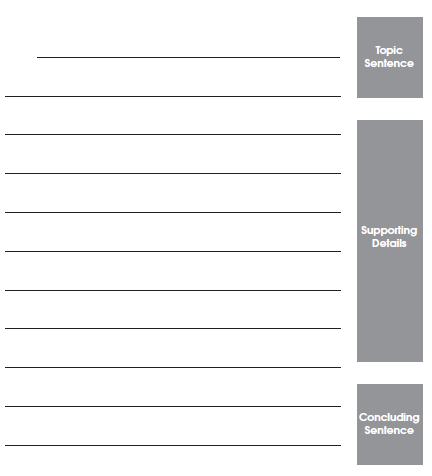 Topic
Sentence
Supporting
Details
Concluding
Sentence